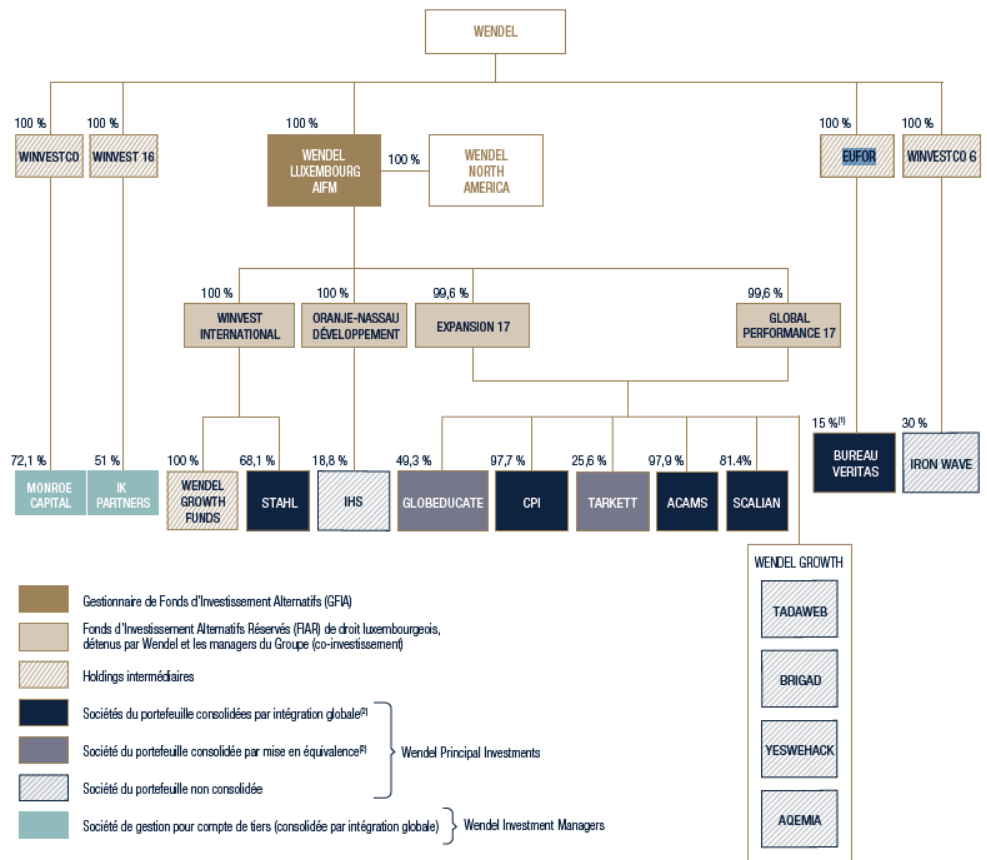 WENDEL
100 %
100 %
100 %
100 %
100 %
WINVESTCO
WINVEST 16
WENDEL
LUXEMBOURG
AIFM
100 %
WENDEL
NORTH
AMERICA
EUFOR
WINVESTCO 6
100 %
100 %
99,6 %
99,6 %
WINVEST
INTERNATIONAL
ORANJE-NASSAU
DÉVELOPPEMENT
EXPANSION 17
GLOBAL
PERFORMANCE 17
15 %(1)
30 %
BUREAU
VERITAS
IRON WAVE
72,1 %
51 %
100 %
68,1 %
18,8 %
49,3 %
97,7 %
25,6 %
97,9 %
81.4%
MONROE
CAPITAL
IK
PARTNERS
WENDEL
GROWTH
FUNDS
STAHL
IHS
GLOBEDUCATE
CPI
TARKETT
ACAMS
SCALIAN
WENDEL GROWTH
TADAWEB
BRIGAD
YESWEHACK
AQEMIA
Gestionnaire de Fonds d'Investissement Alternatifs (GFIA)
Fonds d'Investissement Alternatifs Réservés (FIAR) de droit luxembourgeois,
détenus par Wendel et les managers du Groupe (co-investissement)
Holdings intermédiaires
Sociétés du portefeuille consolidées par intégration globale(2)
Société du portefeuille consolidée par mise en équivalence(2)
Wendel Principal Investments
Société du portefeuille non consolidée
Société de gestion pour compte de tiers (consolidée par intégration globale)
Wendel Investment Managers